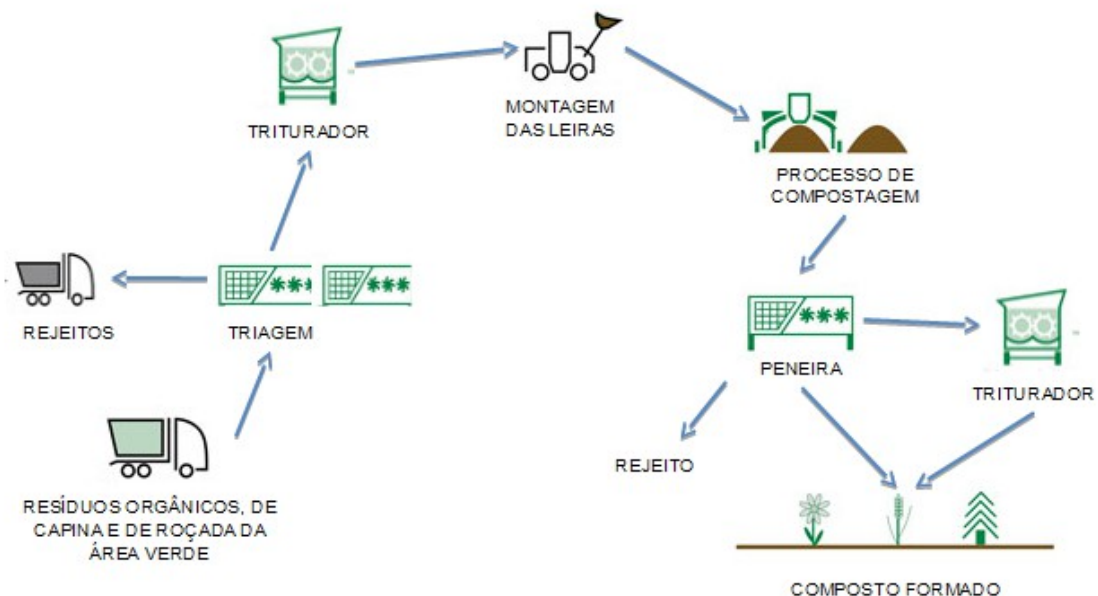 MONTAGEM
DAS LEIRAS
TRITURADOR
PROCESSO DE
COMPOSTAGEM
REJEITOS
TRIAGEM
PENEIRA
TRITURADOR
REJEITO
RESÍDUOS ORGÂNICOS, DE
CAPINA E DE ROÇADA DA
ÁREA VERDE
COMPOSTO FORMADO